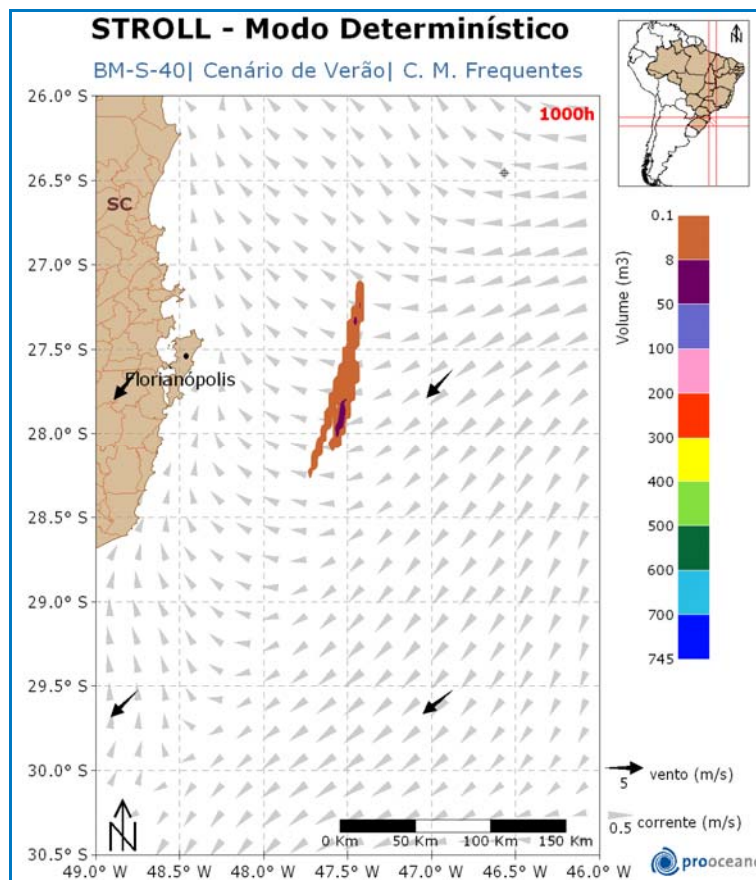 STROLL - Modo Determinístico
BM-S-40| Cenário de Verão| C. M. Frequentes
1000h
N
26.0° S
26.5° S
27.0° S
27.5° S
28.0° S
28.5° S
29.0° S
29.5° S
30.0° S
30.5° S
SC
Florianópolis
N
0 Km 50 Km 100 Km 150 Km
49.0° W 48.5° W 48.0° W 47.5° W 47.0° W 46.5° W 46.0° W
Volume (m3)
0.1
8
50
100
200
300
400
500
600
700
745
5 vento (m/s)
0.5 corrente (m/s)
prooceano